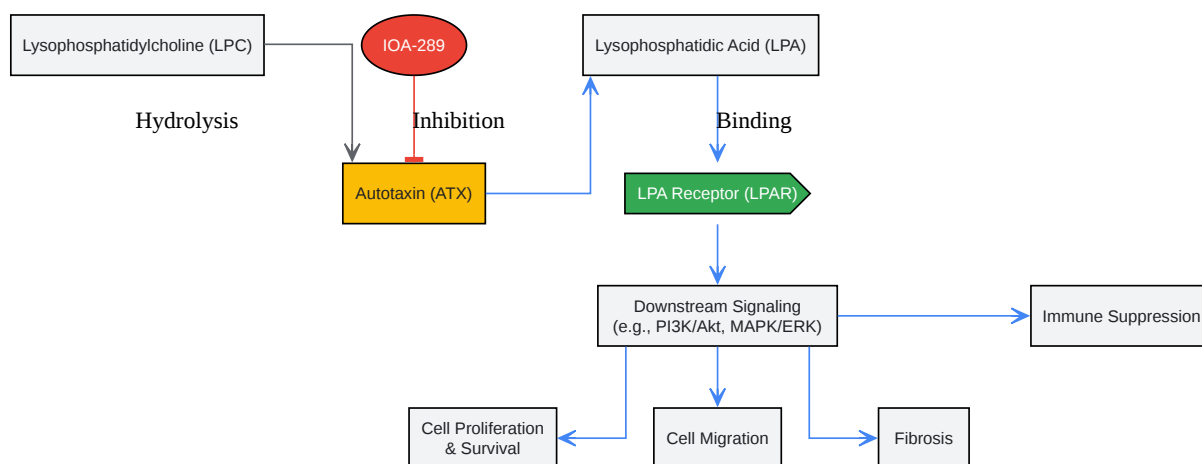 Lysophosphatidylcholine (LPC)
IOA-289
Lysophosphatidic Acid (LPA)
Hydrolysis
Inhibition
Binding
Autotaxin (ATX)
LPA Receptor (LPAR)
Downstream Signaling
(e.g., PI3K/Akt, MAPK/ERK)
Immune Suppression
Cell Proliferation
& Survival
Cell Migration
Fibrosis